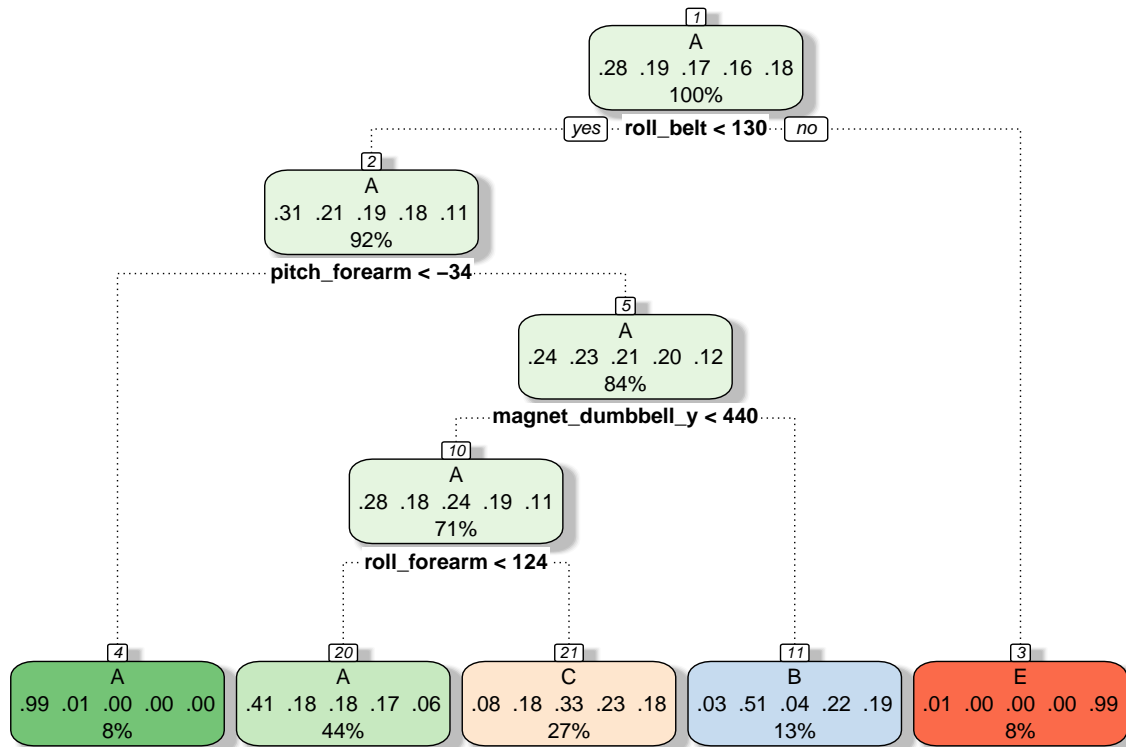 1
A
.28 .19 .17 .16 .18
100%
yes roll_belt < 130 no
2
A
.31 .21 .19 .18 .11
92%
pitch_forearm < −34
5
A
.24 .23 .21 .20 .12
84%
magnet_dumbbell_y < 440
10
A
.28 .18 .24 .19 .11
71%
roll_forearm < 124
4
A
.99 .01 .00 .00 .00
8%
20
A
.41 .18 .18 .17 .06
44%
21
C
.08 .18 .33 .23 .18
27%
11
B
.03 .51 .04 .22 .19
13%
3
E
.01 .00 .00 .00 .99
8%